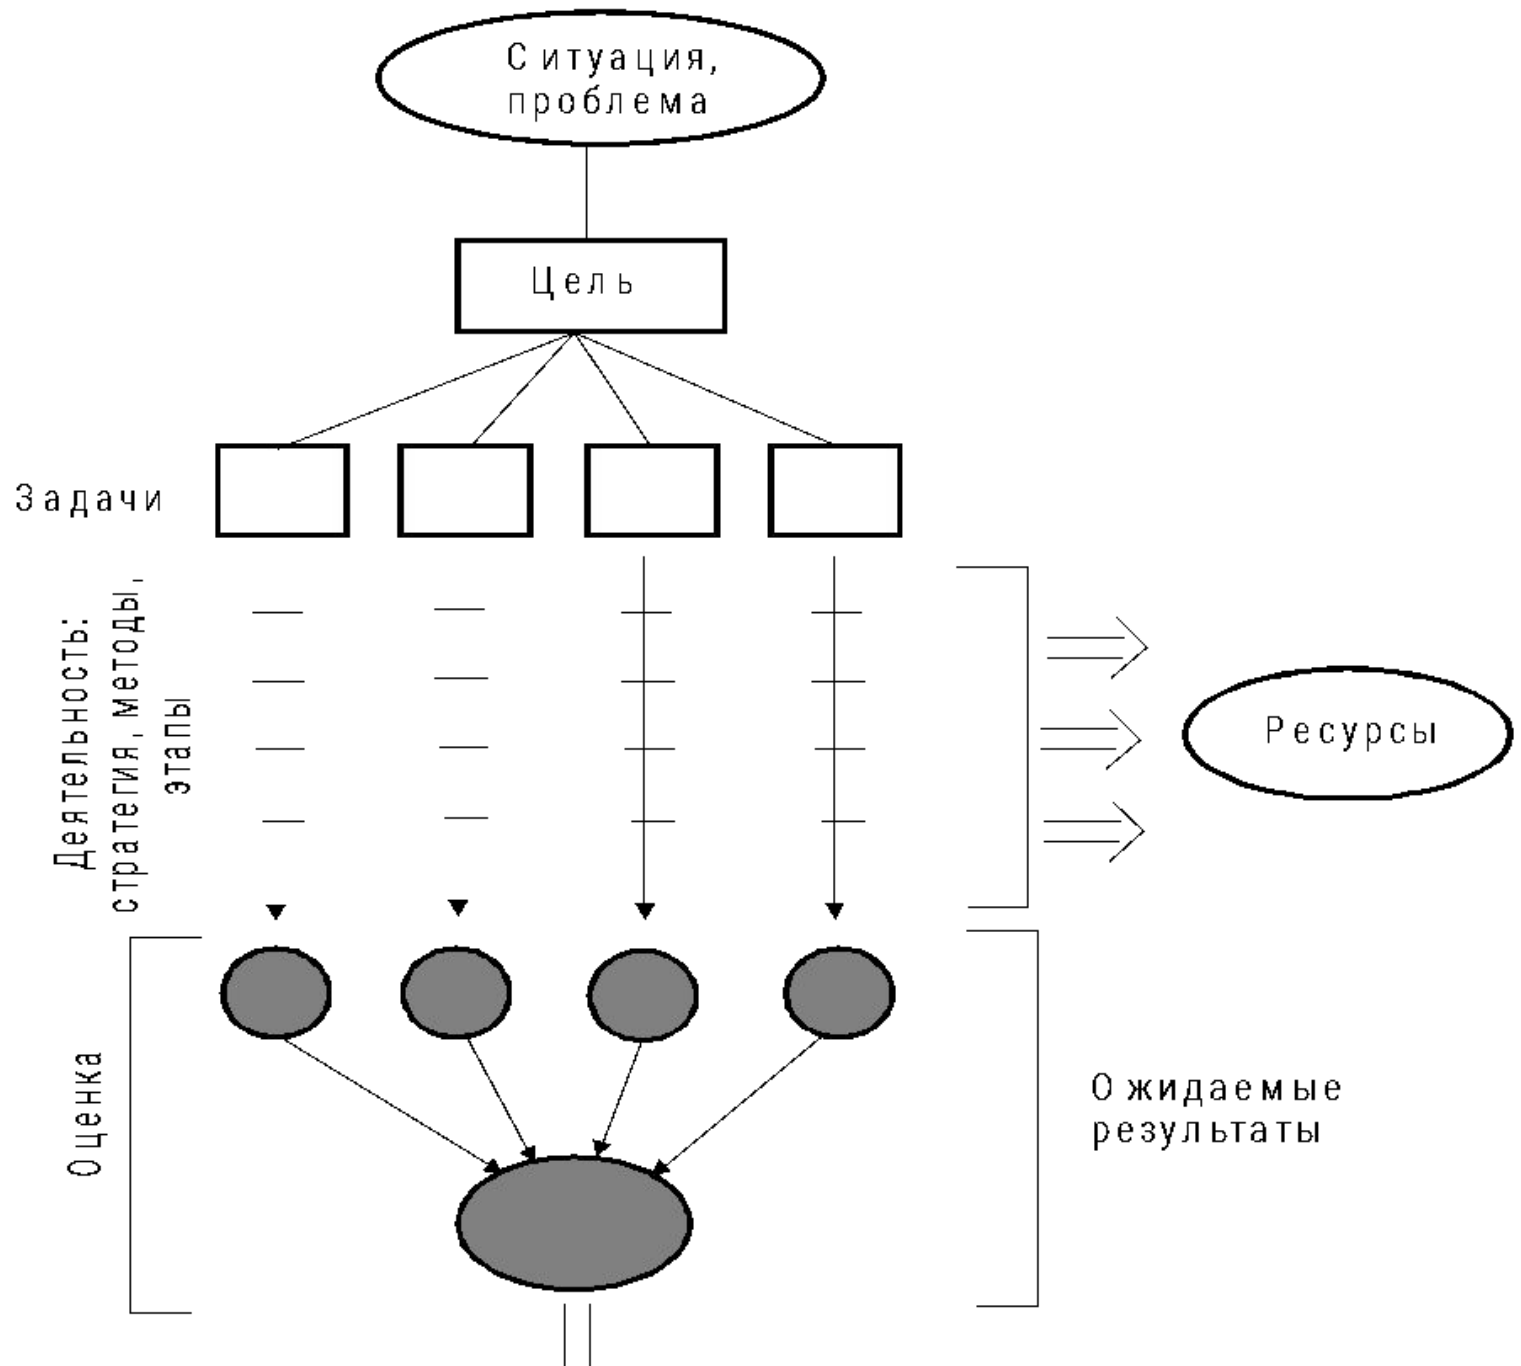 Ситуация,
проблема
Цель
Задачи
Деятельность:
стратегия, методы,
этапы
Ресурсы
Оценка
Ожидаемые
результаты